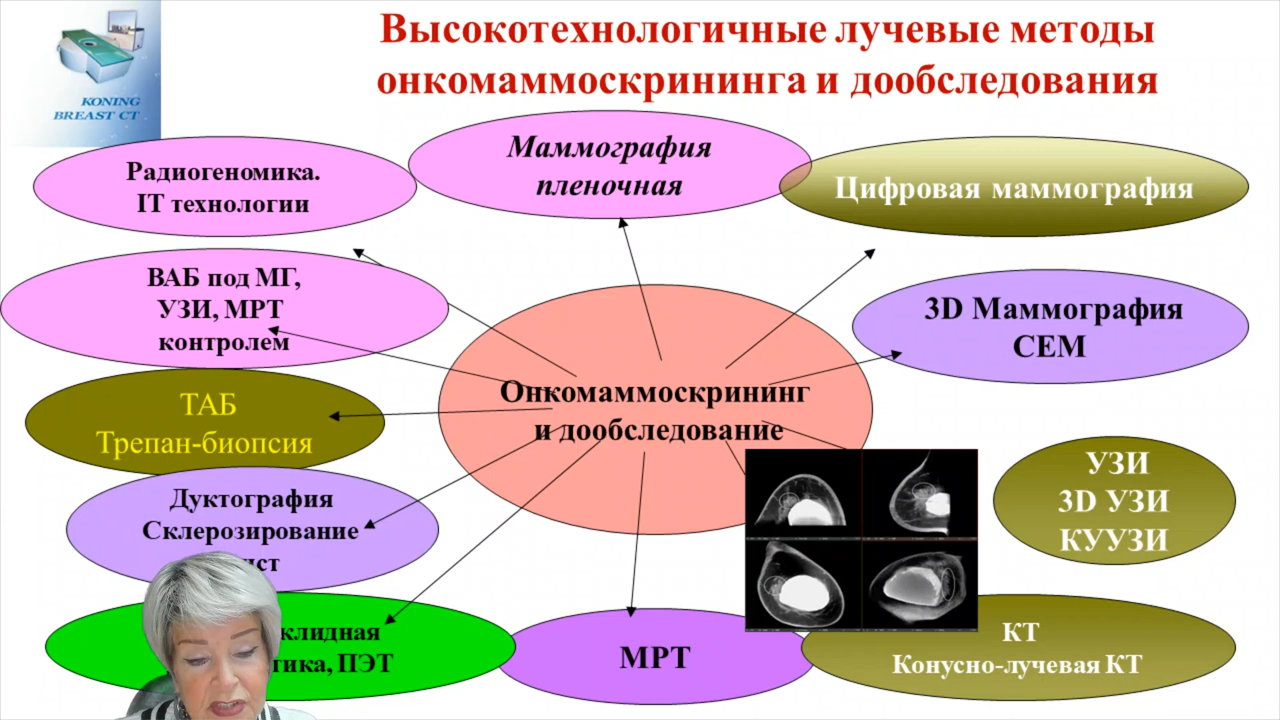 KONING
BREAST CT
Высокотехнологичные лучевые методы
онкомаммоскрининга и дообследования
Радиогеномика.
IT технологии
Маммография
пленочная
Цифровая маммография
ВАБ под МГ,
УЗИ, МРТ
контролем
3D Маммография
СЕМ
Онкомаммоскрининг
и дообследование
ТАБ
Трепан-биопсия
УЗИ
3D УЗИ
КУУЗИ
Дуктография
Склерозирование
МРТ
КТ
Конусно-лучевая КТ
ПЭТ